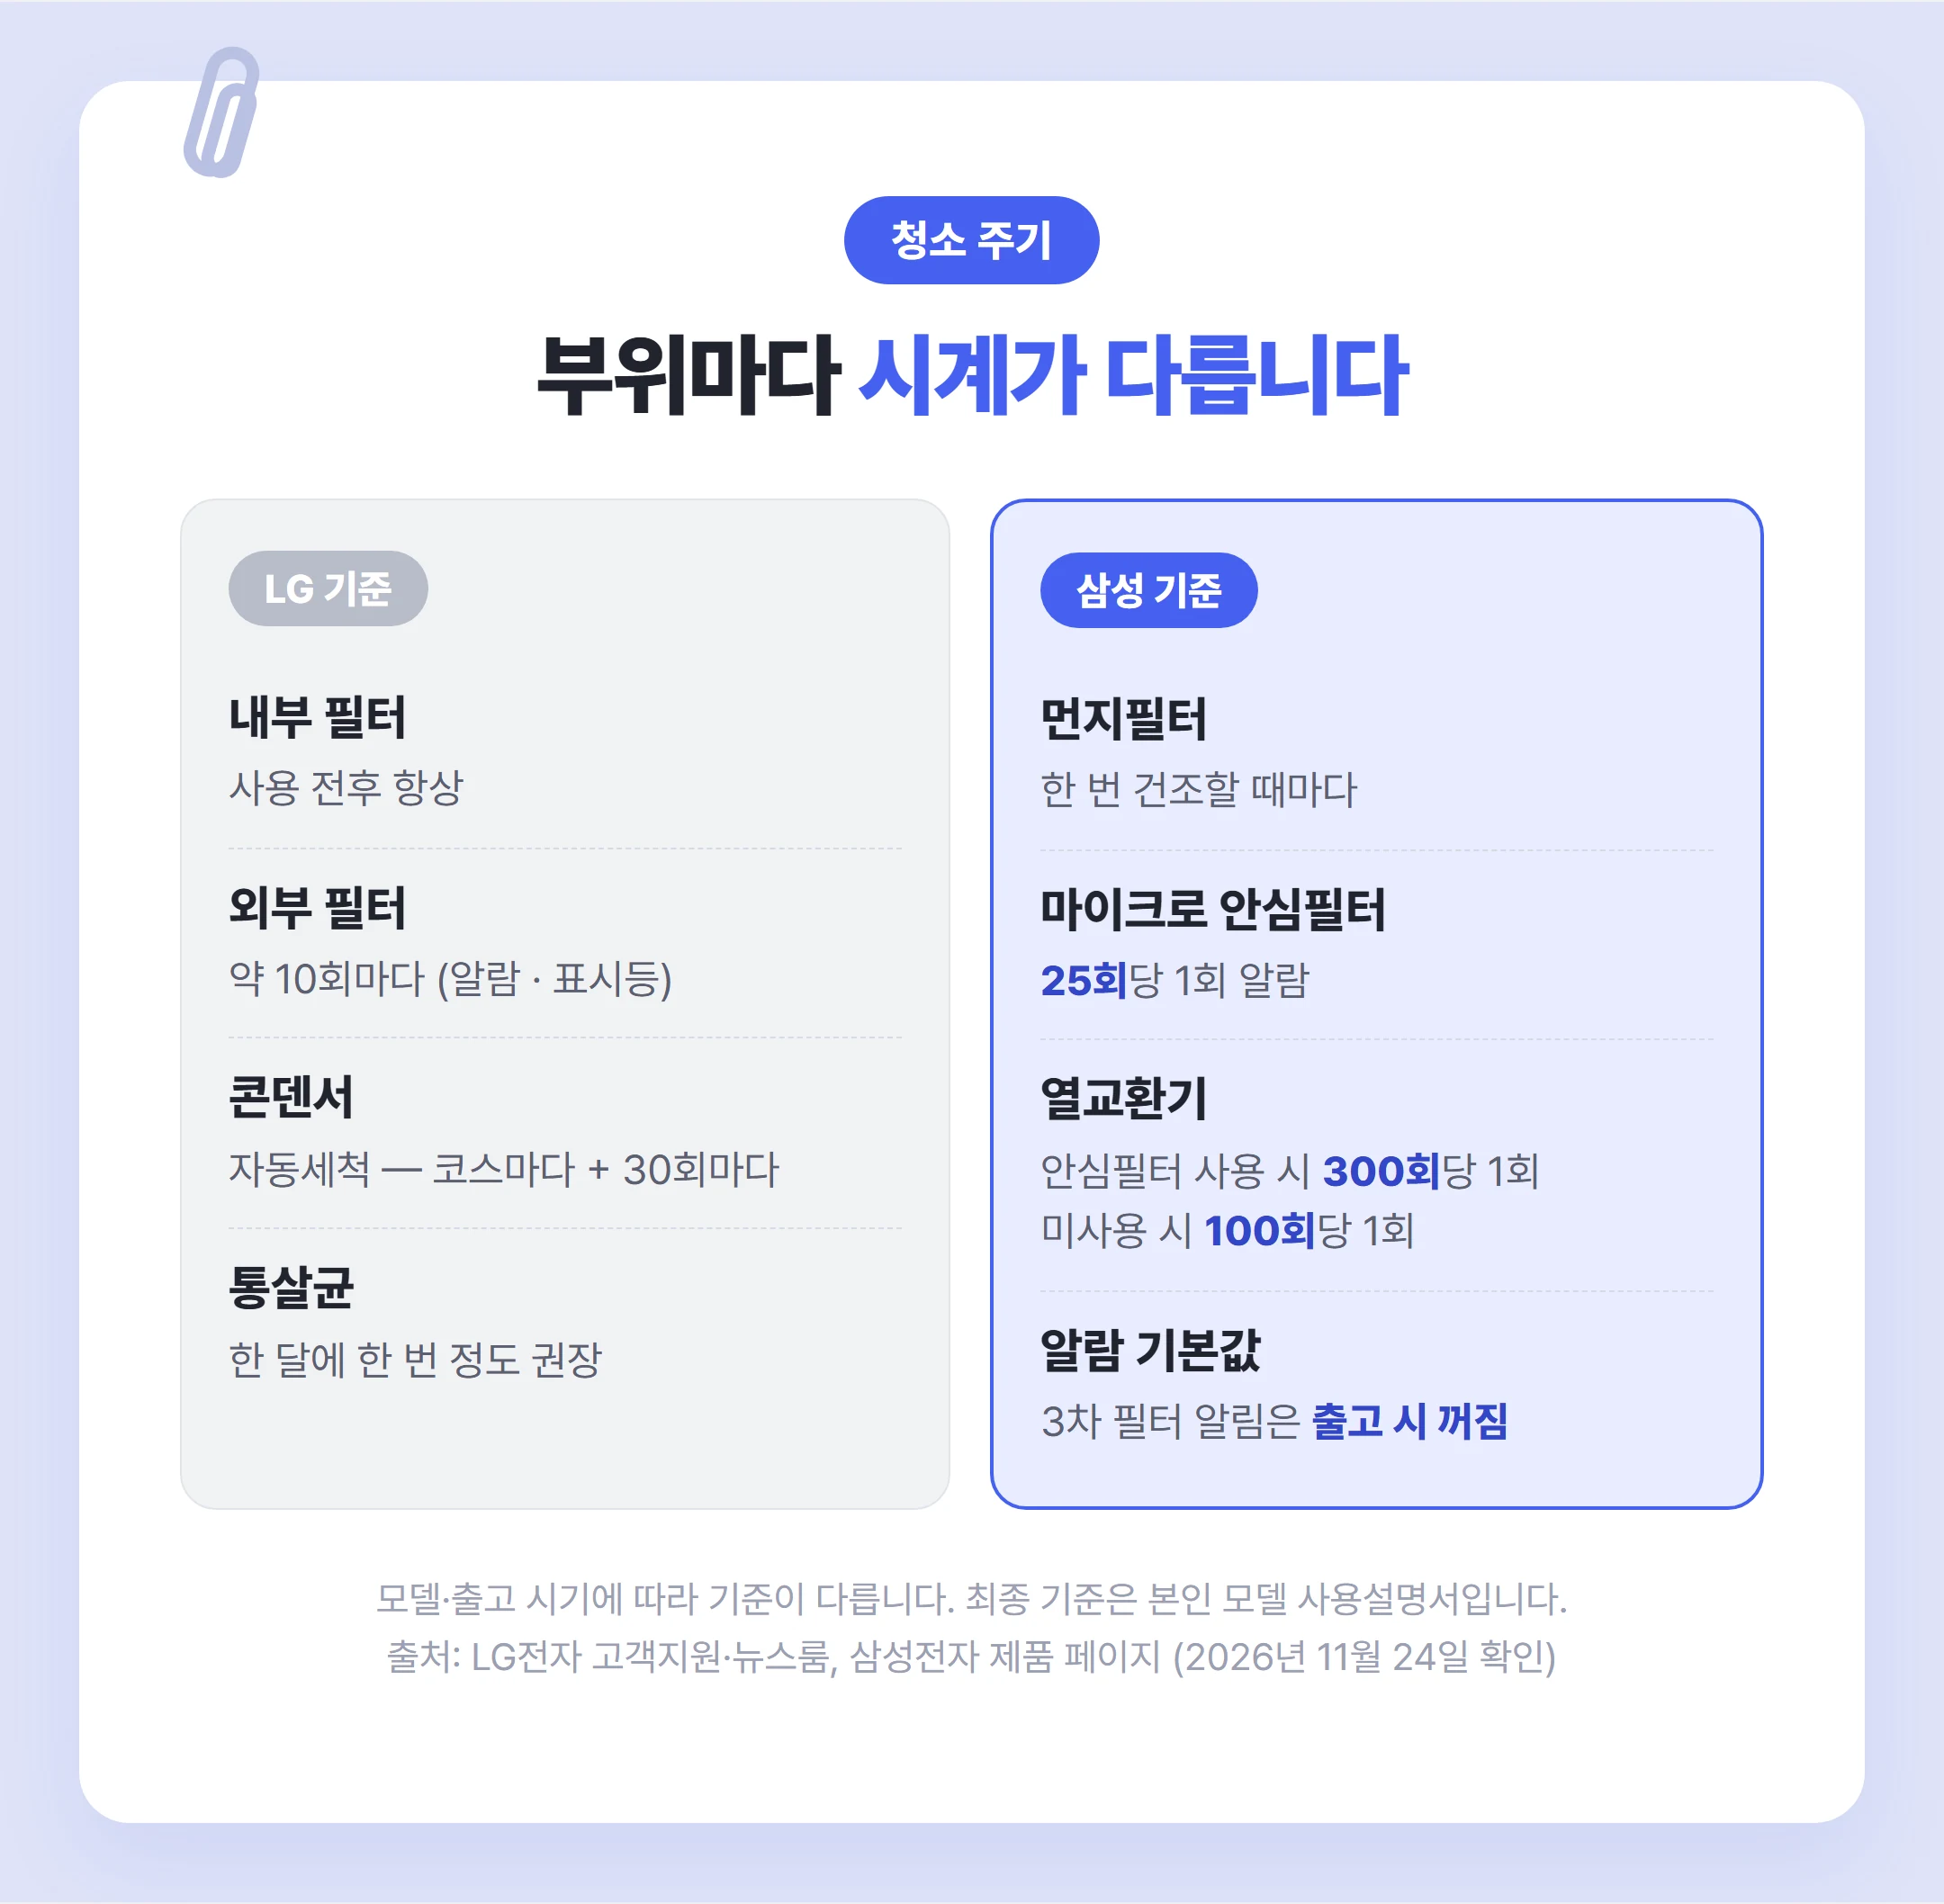 청소 주기
부위마다 시계가 다릅니다
LG 기준
내부 필터
사용 전후 항상
외부 필터
약 10회마다 (알람 · 표시등)
콘덴서
자동세척 — 코스마다 + 30회마다
통살균
한 달에 한 번 정도 권장
삼성 기준
먼지필터
한 번 건조할 때마다
마이크로 안심필터
25회당 1회 알람
열교환기
안심필터 사용 시 300회당 1회
미사용 시 100회당 1회
알람 기본값
3차 필터 알림은 출고 시 꺼짐
모델·출고 시기에 따라 기준이 다릅니다. 최종 기준은 본인 모델 사용설명서입니다.
출처: LG전자 고객지원·뉴스룸, 삼성전자 제품 페이지 (2026년 11월 24일 확인)